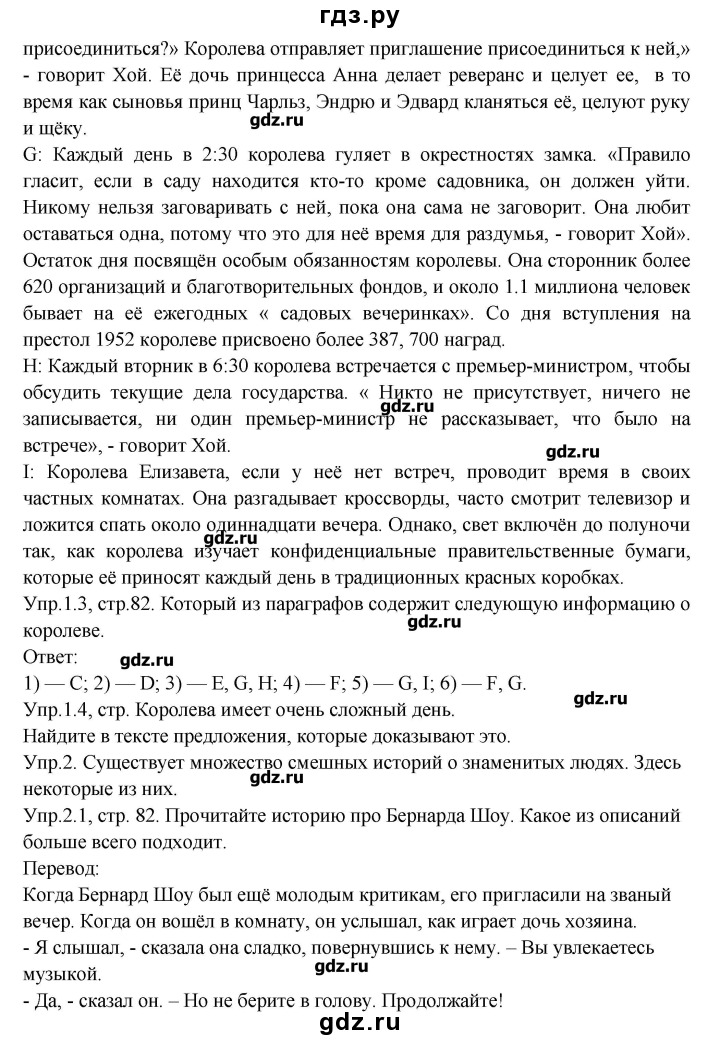 гдз.ру
присоединиться?» Королева отправляет приглашение присоединиться к ней,»
- говорит Хой. Её дочь принцесса Анна делает реверанс и целует ее, в то
время как сыновья принц Чарльз, Эндрю и Эдвард кланяться её, целуют руку
и щёку.
gdz.ru
G: Каждый день в 2:30 королева гуляет в окрестностях замка. «Правило
гласит, если в саду находится кто-то кроме садовника, он должен уйти.
Никому нельзя заговаривать с ней, пока она сама не заговорит. Она любит
оставаться одна, потому что это для неё время для раздумья, - говорит Хой».
gdz.ru
Остаток дня посвящён особым обязанностям королевы. Она сторонник более
620 организаций и благотворительных фондов, и около 1.1 миллиона человек
бывает на её ежегодных « садовых вечеринках». Со дня вступления на
престол 1952 королеве присвоено более 387, 700 наград.
H: Каждый вторник в 6:30 королева встречается с премьер-министром, чтобы
обсудить текущие дела государства. « Никто не присутствует, ничего не
gdz.ru
записывается, ни один премьер-министр не рассказывает, что было на
встрече», - говорит Хой.
gdz.ru
I: Королева Елизавета, если у неё нет встреч, проводит время в своих
частных комнатах. Она разгадывает кроссворды, часто смотрит телевизор и
ложится спать около одиннадцати вечера. Однако, свет включён до полуночи
gdz.ru
так, как королева изучает конфиденциальные правительственные бумаги,
которые её приносят каждый день в традиционных красных коробках.
Упр.1.3, стр.82. Который из параграфов содержит следующую информацию о
gdz.ru
королеве.
Ответ:
gdz.ru
1) — C; 2) — D; 3) — E, G, H; 4) — F; 5) — G, I; 6) — F, G.
gdz.ru
Упр.1.4, стр. Королева имеет очень сложный день.
Найдите в тексте предложения, которые доказывают это.
Упр.2. Существует множество смешных историй о знаменитых людях. Здесь
gdz.ru
некоторые из них.
Упр.2.1, стр. 82. Прочитайте историю про Бернарда Шоу. Какое из описаний
больше всего подходит.
Перевод:
Когда Бернард Шоу был ещё молодым критикам, его пригласили на званый
вечер. Когда он вошёл в комнату, он услышал, как играет дочь хозяина.
- Я слышал, - сказала она сладко, повернувшись к нему. – Вы увлекаетесь
музыкой.
gdz.ru
- Да, - сказал он. – Но не берите в голову. Продолжайте!
gdz.ru